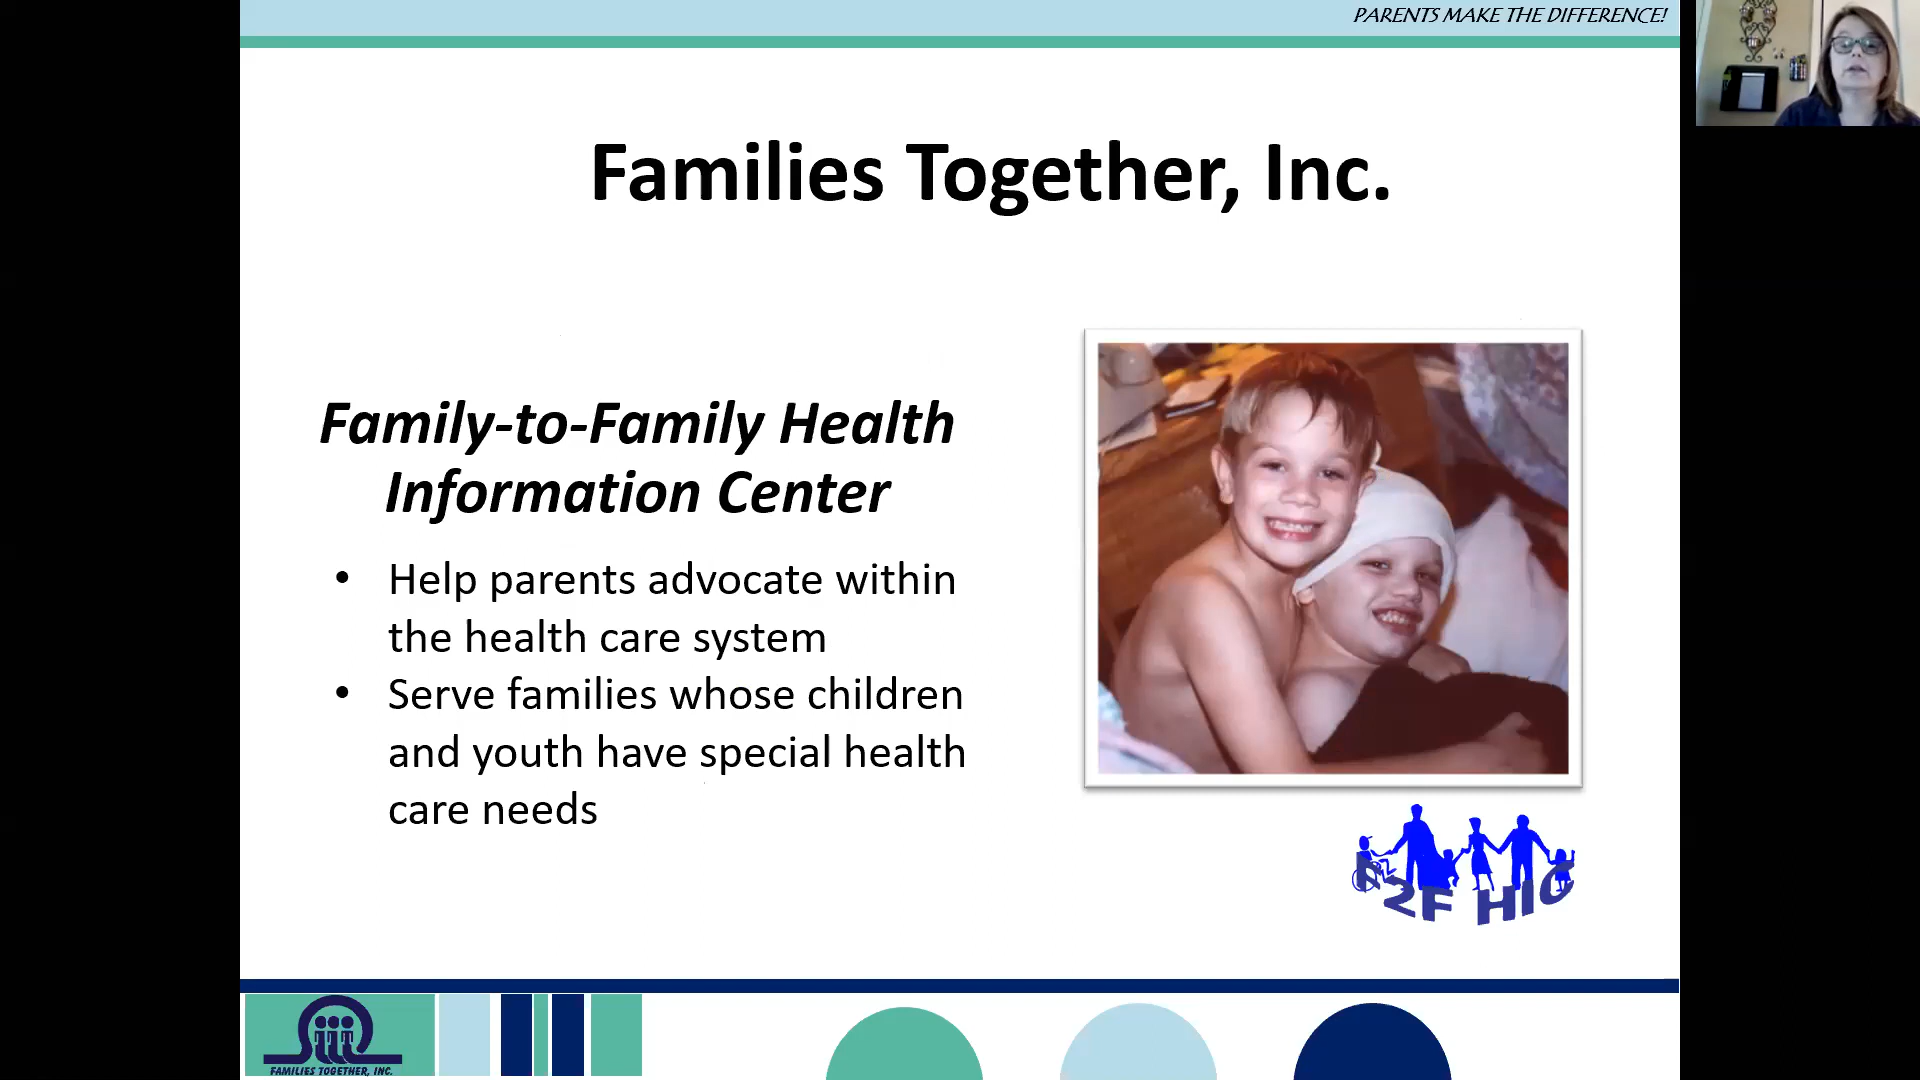 PARENTS MAKE THE DIFFERENCE!
Families Together, Inc.
Family-to-Family Health
Information Center
• Help parents advocate within
the health care system
• Serve families whose children
and youth have special health
care needs
F2F HIC
FAMILIES TOGETHER, INC.